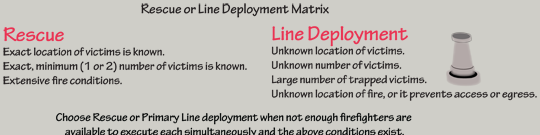 Rescue or Line Deployment Matrix
Rescue
Exact location of victims is known.
Exact, minimum (1 or 2) number of victims is known.
Extensive fire conditions.
Line Deployment
Unknown location of victims.
Unknown number of victims.
Large number of trapped victims.
Unknown location of fire, or it prevents access or egress.
Choose Rescue or Primary Line deployment when not enough firefighters are
available to execute each simultaneously and the above conditions exist.